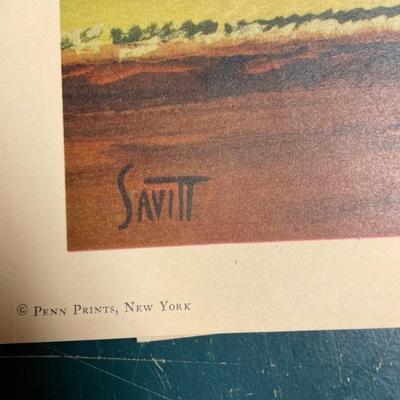 SAVITT
© PENN PRINTS, NEW YORK